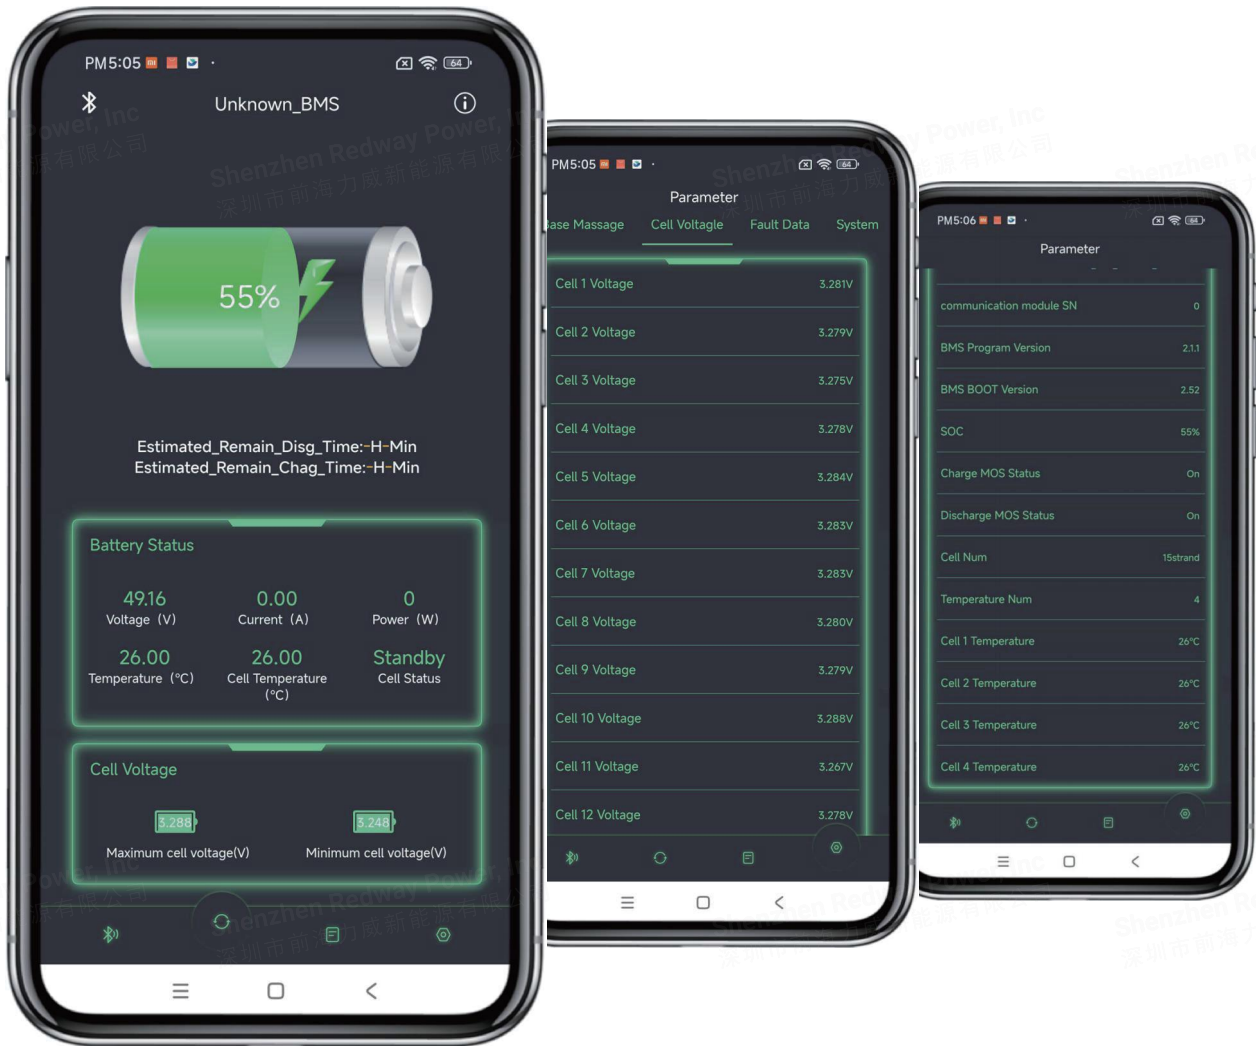 PM5:05
64
Unknown_BMS
55%
Estimated_Remain_Disg_Time:-H-Min
Estimated_Remain_Chag_Time:-H-Min
Battery Status
49.16
0.00
0
Voltage (V)
Current (A)
Power (W)
26.00
26.00
Standby
Temperature (°C)
Cell Temperature
(°C)
Cell Status
Cell Voltage
3.288
3.248
Maximum cell voltage(V)
Minimum cell voltage(V)
PM5:05
64
Parameter
Base Massage
Cell Voltagle
Fault Data
System
Cell 1 Voltage 3.281V
Cell 2 Voltage 3.279V
Cell 3 Voltage 3.275V
Cell 4 Voltage 3.278V
Cell 5 Voltage 3.284V
Cell 6 Voltage 3.283V
Cell 7 Voltage 3.283V
Cell 8 Voltage 3.280V
Cell 9 Voltage 3.279V
Cell 10 Voltage 3.288V
Cell 11 Voltage 3.267V
Cell 12 Voltage 3.278V
PM5:06
64
Parameter
communication module SN 0
BMS Program Version 2.1.1
BMS BOOT Version 2.52
SOC 55%
Charge MOS Status On
Discharge MOS Status On
Cell Num 15strand
Temperature Num 4
Cell 1 Temperature 26°C
Cell 2 Temperature 26°C
Cell 3 Temperature 26°C
Cell 4 Temperature 26°C
Shenzhen Redway Power, Inc
深圳市前海力威新能源有限公司